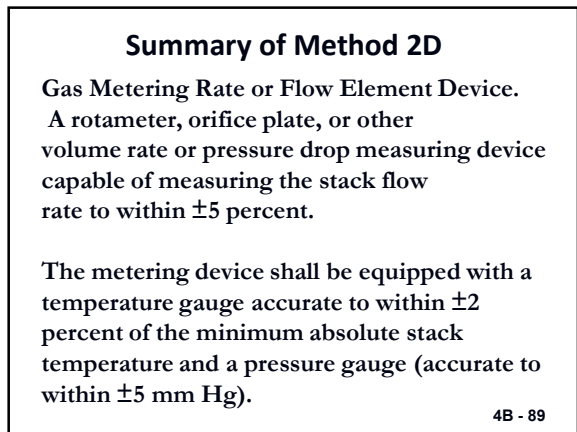 Summary of Method 2D
Gas Metering Rate or Flow Element Device.
A rotameter, orifice plate, or other
volume rate or pressure drop measuring device
capable of measuring the stack flow
rate to within ±5 percent.
The metering device shall be equipped with a
temperature gauge accurate to within ±2
percent of the minimum absolute stack
temperature and a pressure gauge (accurate to
within ±5 mm Hg).
4B - 89